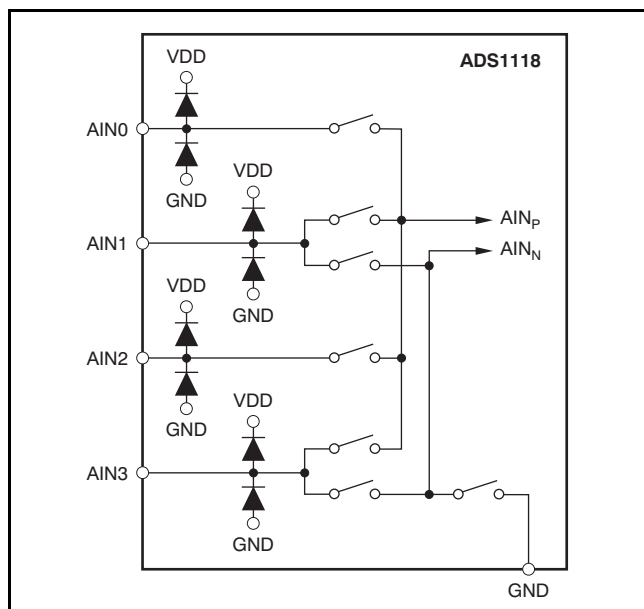 ADS1118
VDD
AIN0
GND
VDD
AIN1
GND
AINP
AINN
VDD
AIN2
GND
VDD
AIN3
GND
GND